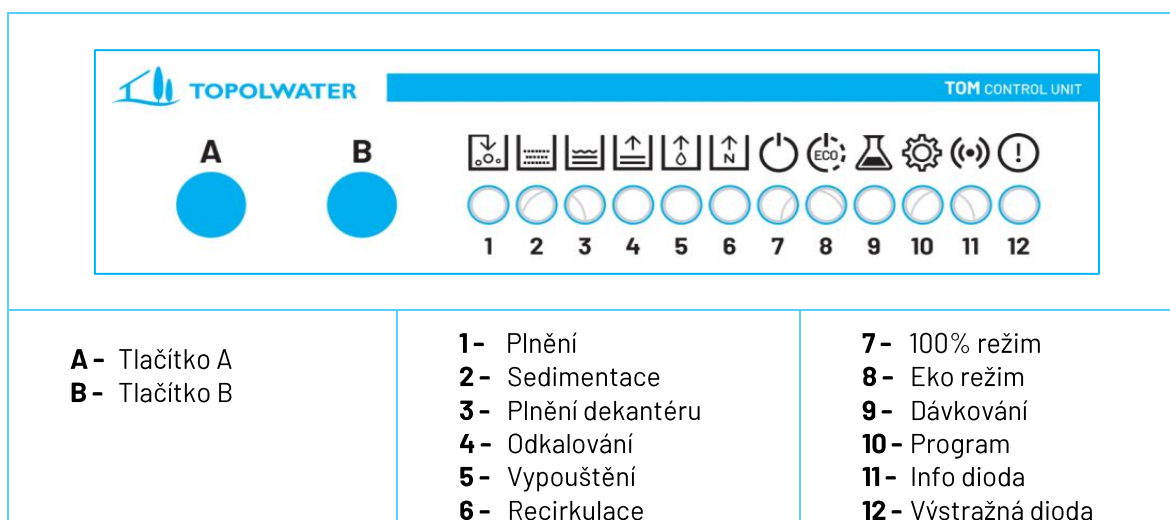 TOPOLWATER
TOM CONTROL UNIT
A B
ECO
N
1 2 3 4 5 6 7 8 9 10 11 12
A - Tlačítko A
B - Tlačítko B
1 - Plnění
2 - Sedimentace
3 - Plnění dekantéru
4 - Odkalování
5 - Vypouštění
6 - Recirkulace
7 - 100% režim
8 - Eko režim
9 - Dávkování
10 - Program
11 - Info dioda
12 - Výstražná dioda